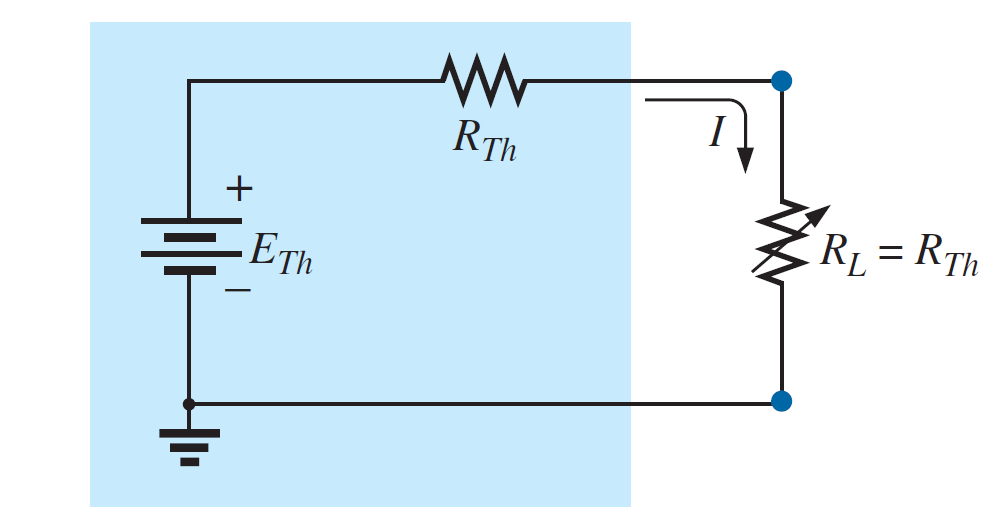 R_Th
I
+
E_Th
−
R_L = R_Th